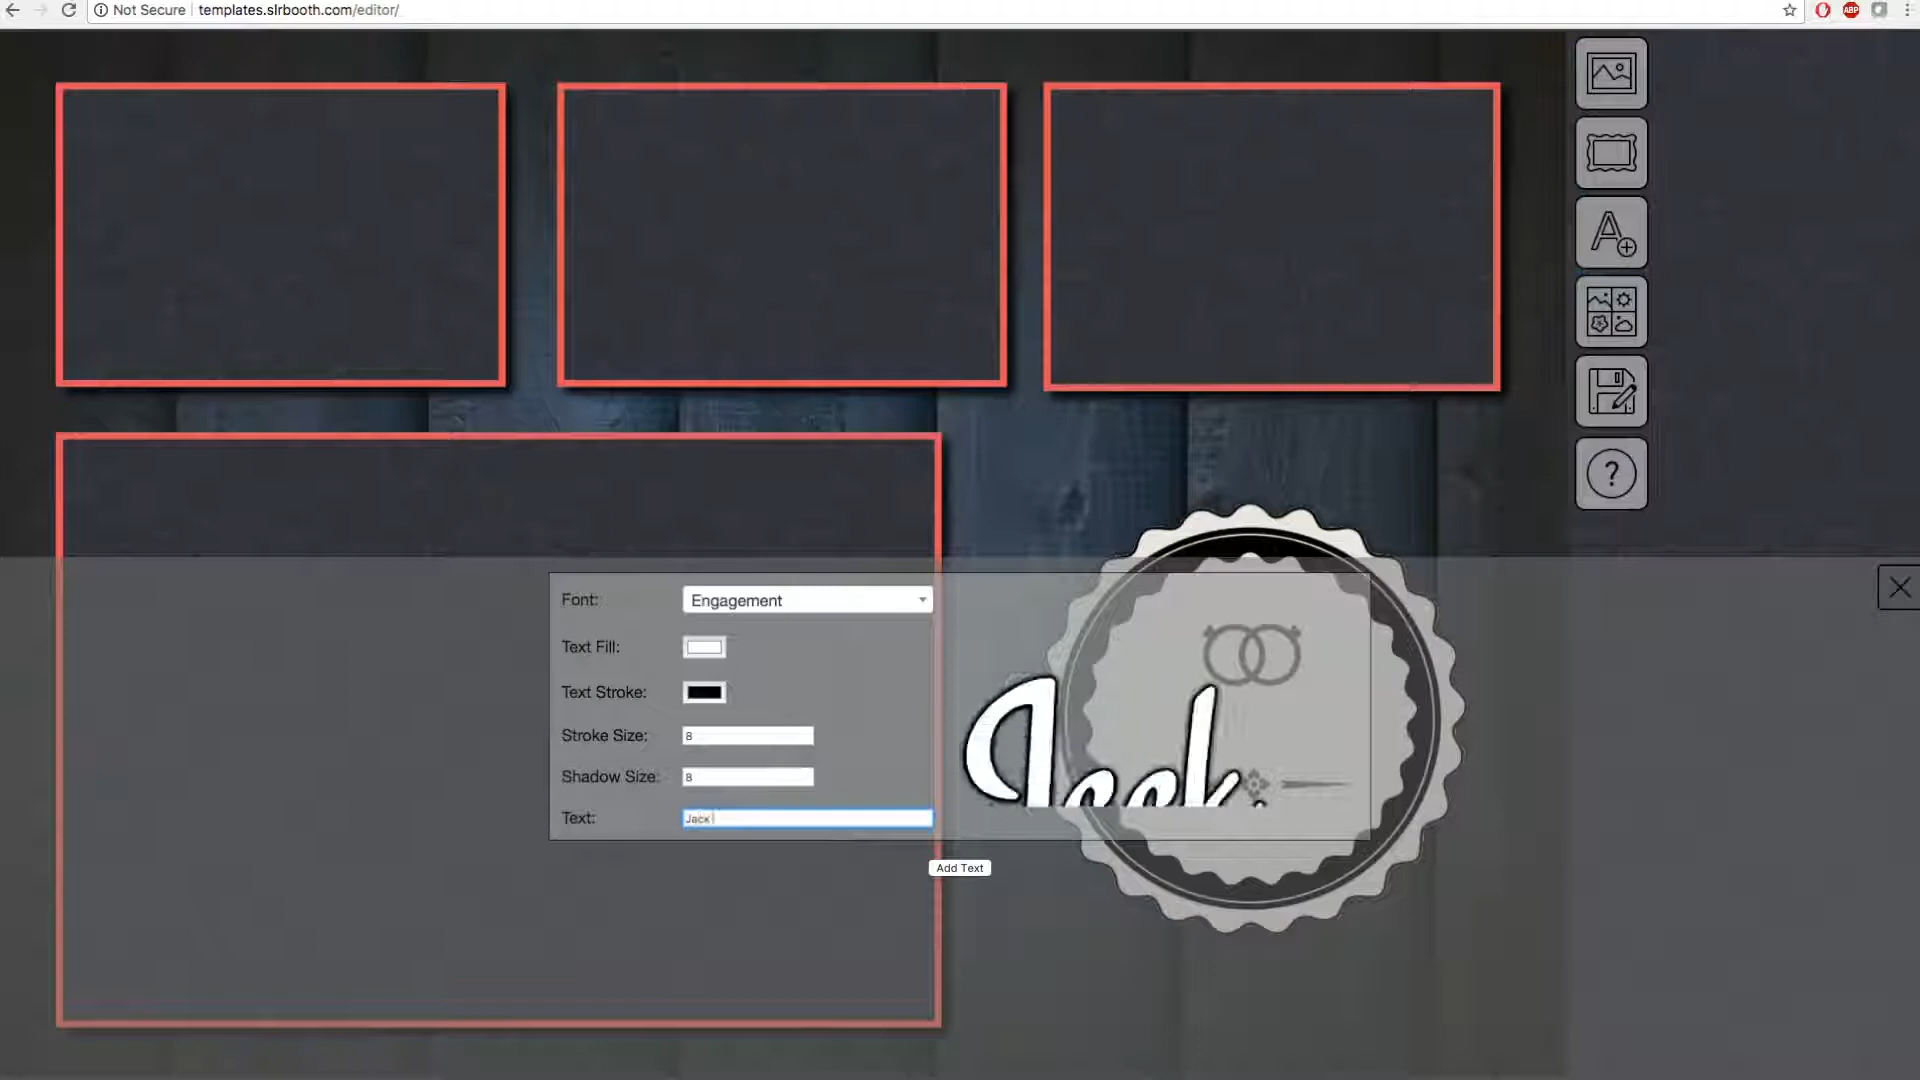 Not Secure templates.slrbooth.com/editor/
ABP
A
?
Font: Engagement
Text Fill:
Text Stroke:
Stroke Size: 8
Shadow Size: 8
Text: Jack
Add Text